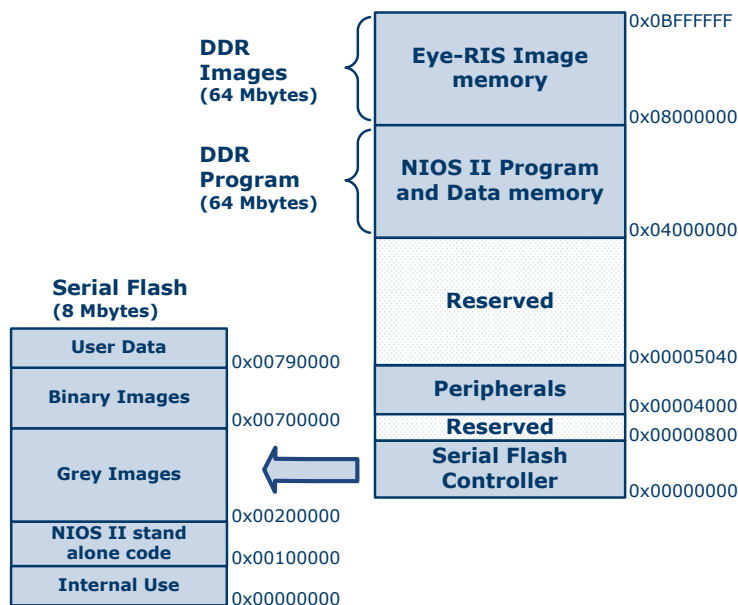 DDR
Images
(64 Mbytes)
Eye-RIS Image
memory
0x0BFFFFFF
0x08000000
DDR
Program
(64 Mbytes)
NIOS II Program
and Data memory
0x04000000
Reserved
0x00005040
Peripherals
0x00004000
Reserved
0x00000800
Serial Flash
Controller
0x00000000
Serial Flash
(8 Mbytes)
User Data
0x00790000
Binary Images
0x00700000
Grey Images
0x00200000
NIOS II stand
alone code
0x00100000
Internal Use
0x00000000